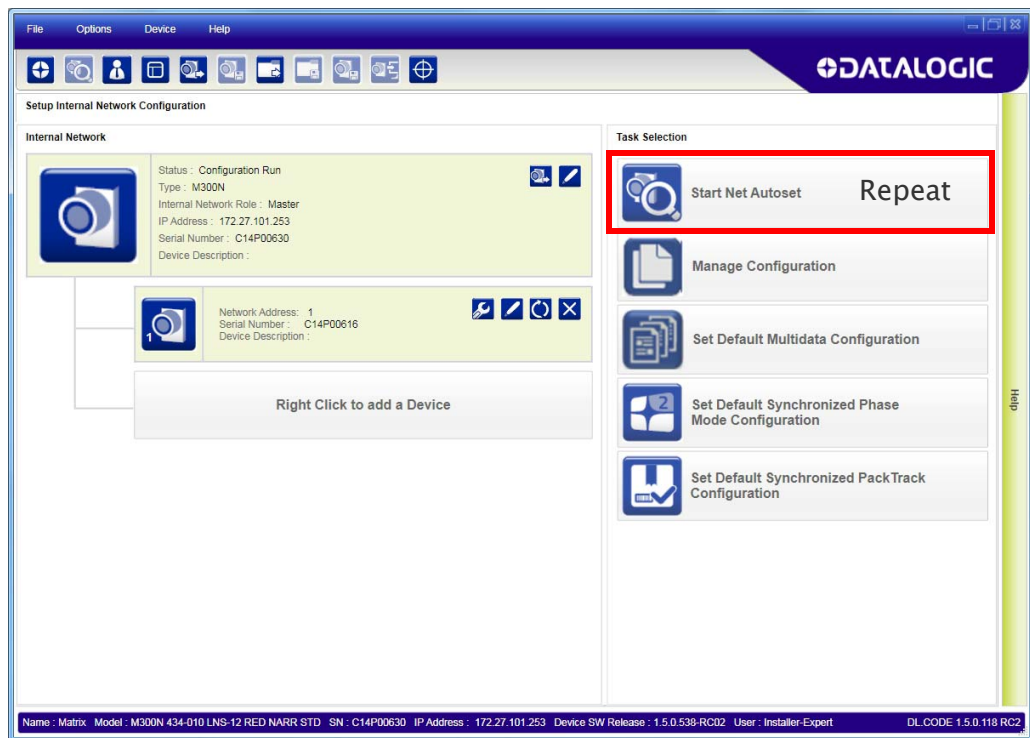 File Options Device Help
DATALOGIC
Setup Internal Network Configuration
Internal Network
Status : Configuration Run
Type : M300N
Internal Network Role : Master
IP Address : 172.27.101.253
Serial Number : C14P00630
Device Description :
1
Network Address: 1
Serial Number : C14P00616
Device Description :
Right Click to add a Device
Task Selection
Start Net Autoset Repeat
Manage Configuration
Set Default Multidata Configuration
2
Set Default Synchronized Phase
Mode Configuration
Set Default Synchronized PackTrack
Configuration
Help
Name : Matrix Model : M300N 434-010 LNS-12 RED NARR STD SN : C14P00630 IP Address : 172.27.101.253 Device SW Release : 1.5.0.538-RC02 User : Installer-Expert DL.CODE 1.5.0.118 RC2